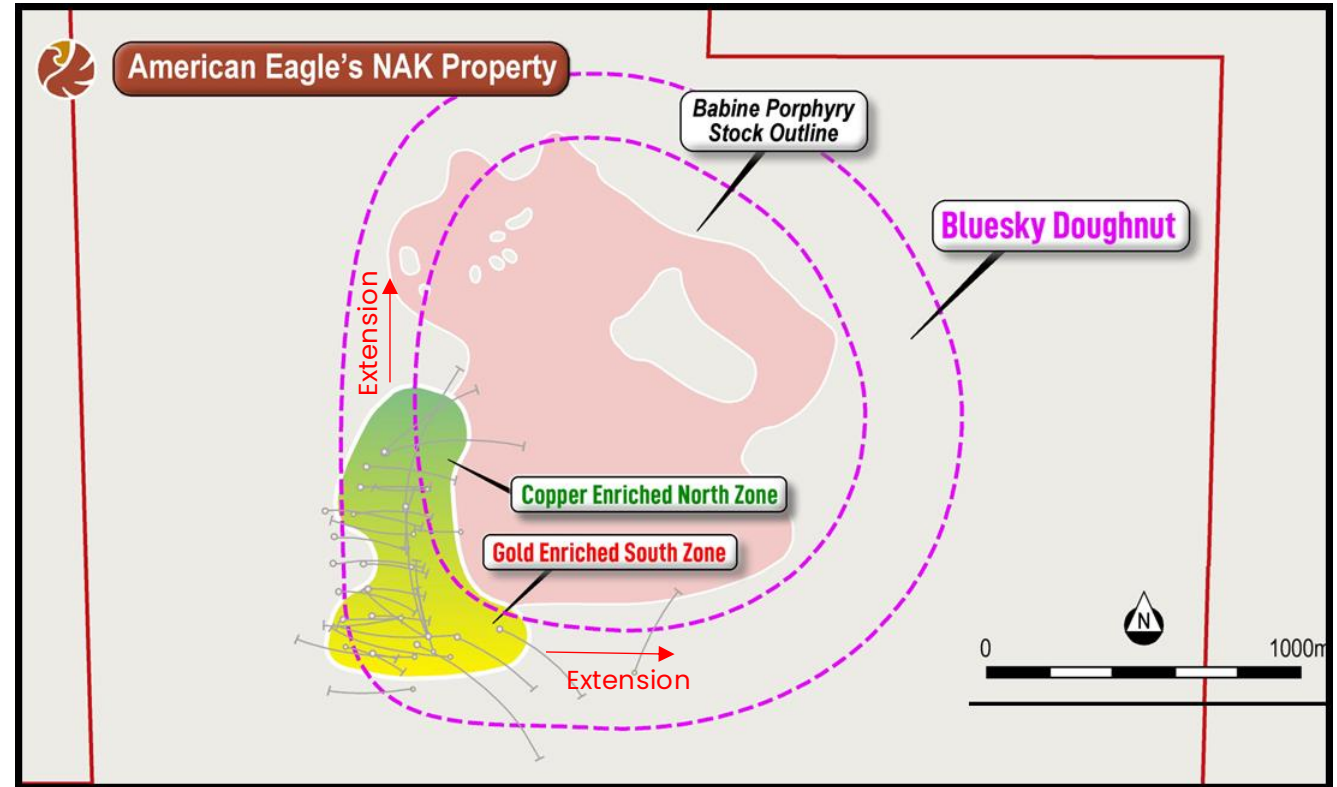 American Eagle's NAK Property
Babine Porphyry
Stock Outline
Bluesky Doughnut
Extension
Copper Enriched North Zone
Gold Enriched South Zone
Extension
N
0
1000m